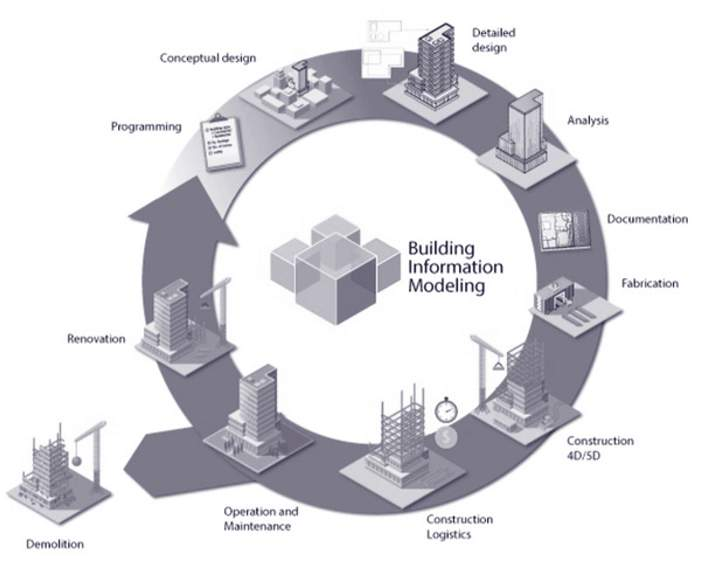 Detailed
design
Conceptual design
Analysis
Programming
Documentation
Building
Information
Modeling
Fabrication
Renovation
Construction
4D/5D
Operation and
Maintenance
Construction
Logistics
Demolition
$